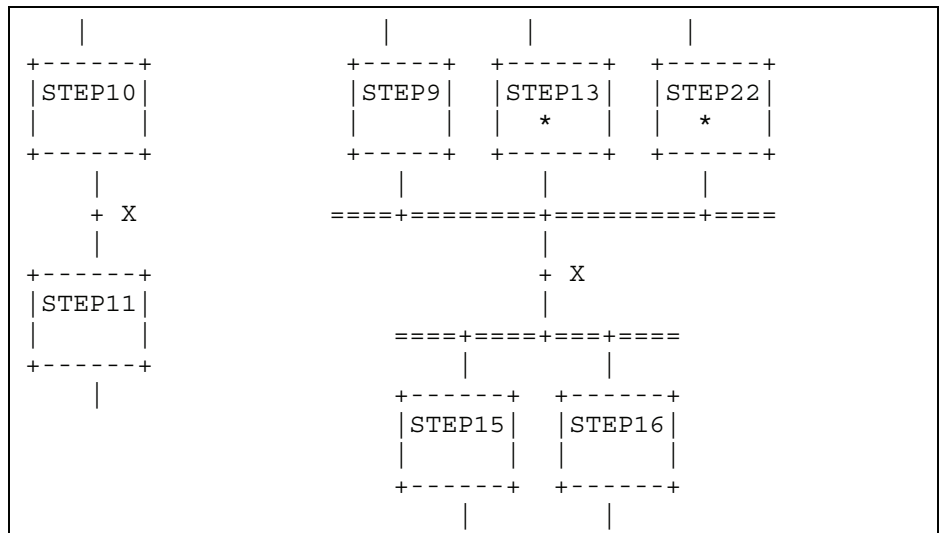 STEP10 STEP9 STEP13 STEP22
* *
X ====+========+=========+====
X
STEP11
====+====+===+====
STEP15 STEP16